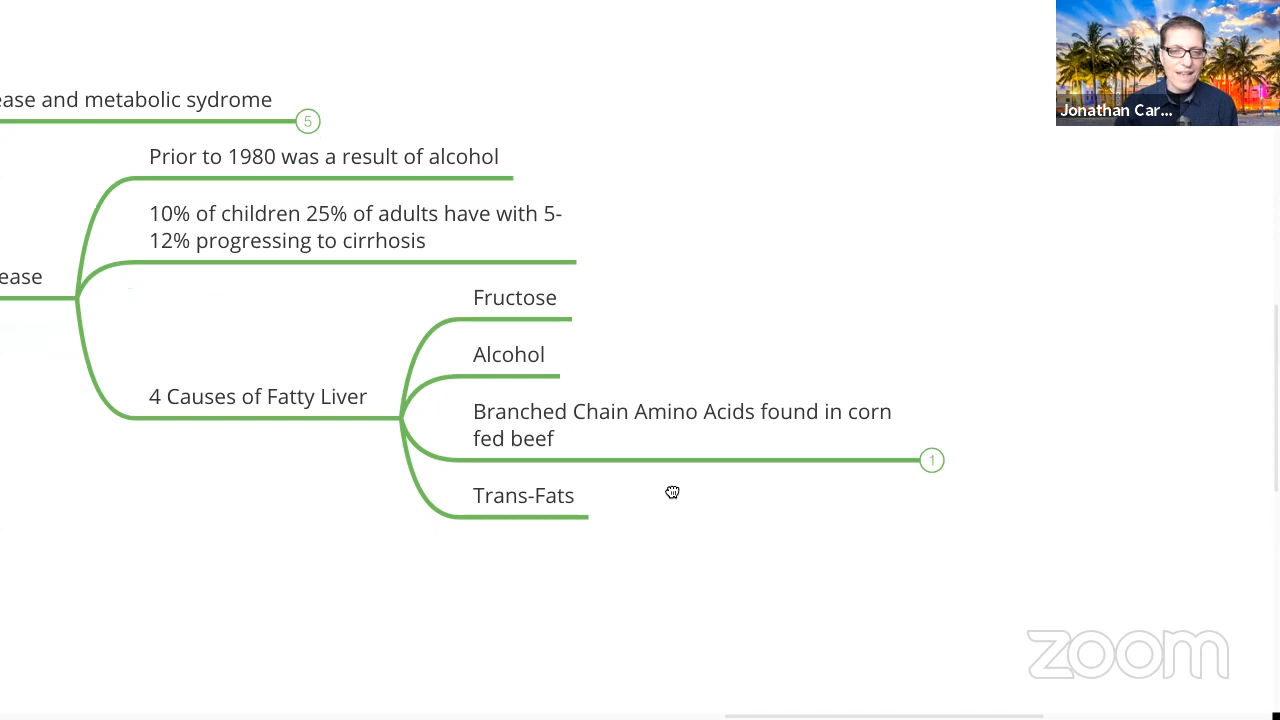 Jonathan Car...
ease and metabolic sydrome
5
Prior to 1980 was a result of alcohol
10% of children 25% of adults have with 5-
12% progressing to cirrhosis
ease
Fructose
Alcohol
4 Causes of Fatty Liver
Branched Chain Amino Acids found in corn
fed beef
1
Trans-Fats
zoom